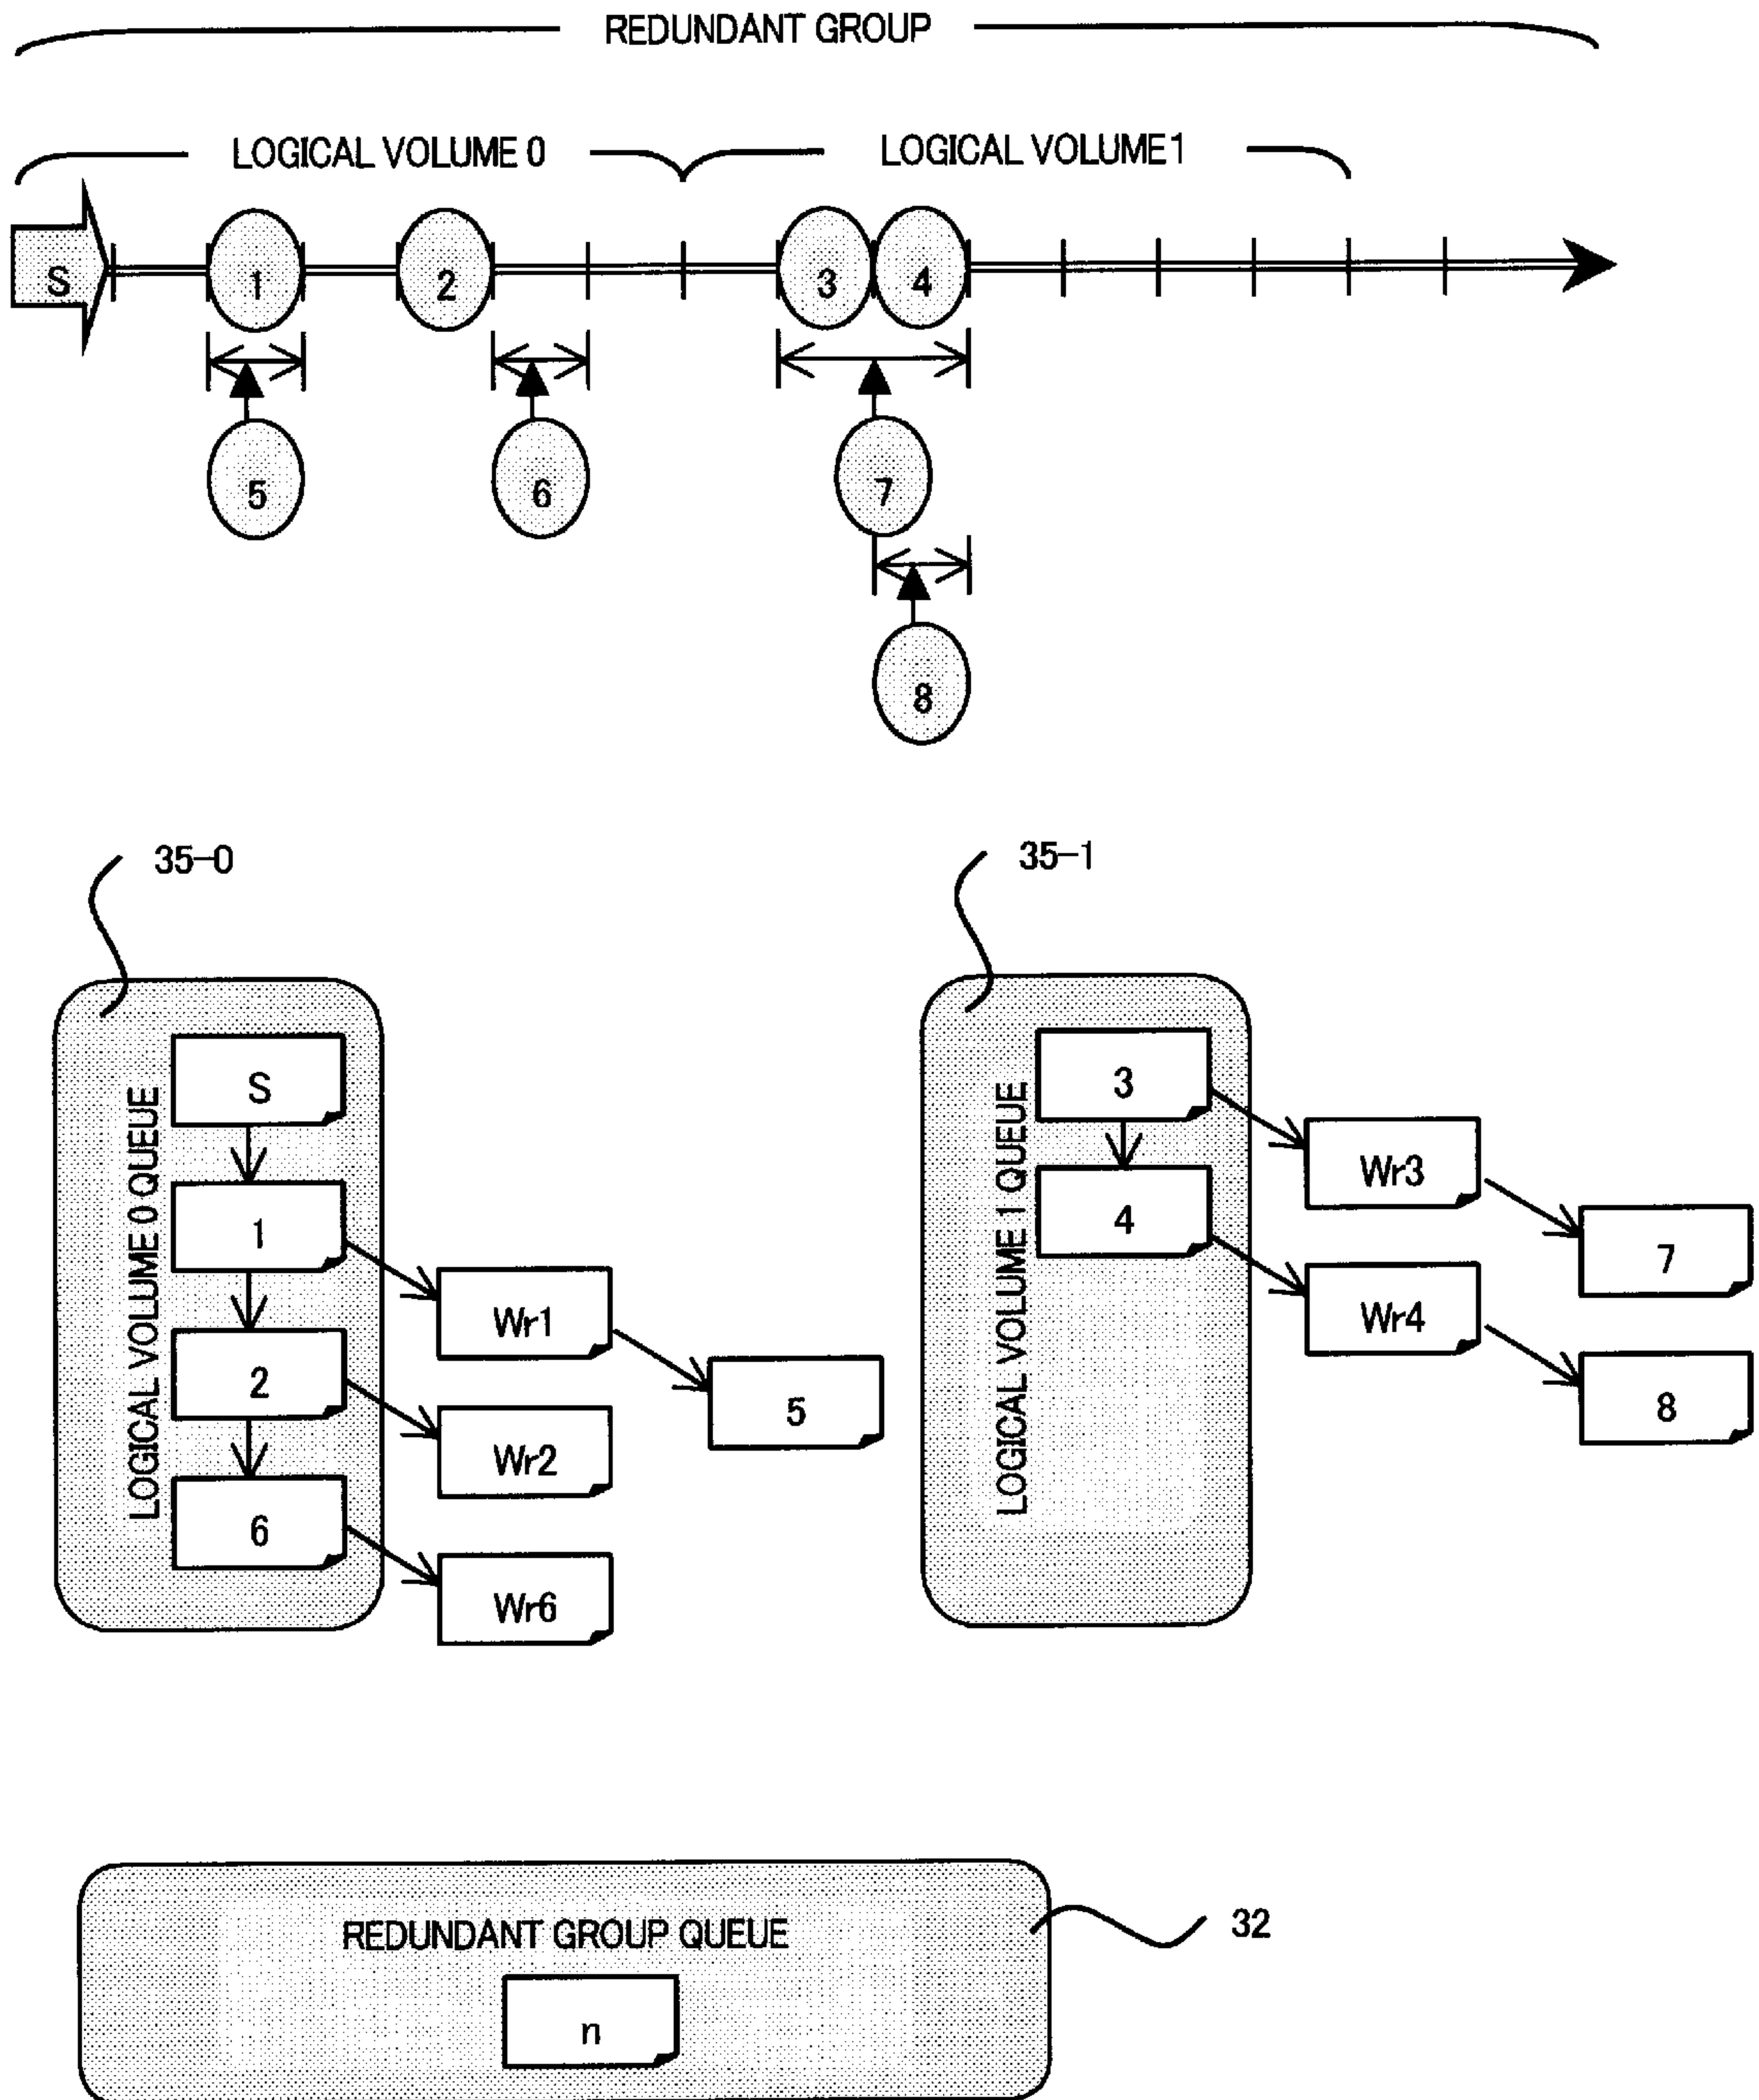 REDUNDANT GROUP
LOGICAL VOLUME 0
LOGICAL VOLUME 1
S
1
2
3
4
5
6
7
8
35-0
35-1
LOGICAL VOLUME 0 QUEUE
S
1
Wr1
5
2
Wr2
6
Wr6
LOGICAL VOLUME 1 QUEUE
3
Wr3
7
4
Wr4
8
REDUNDANT GROUP QUEUE
32
n